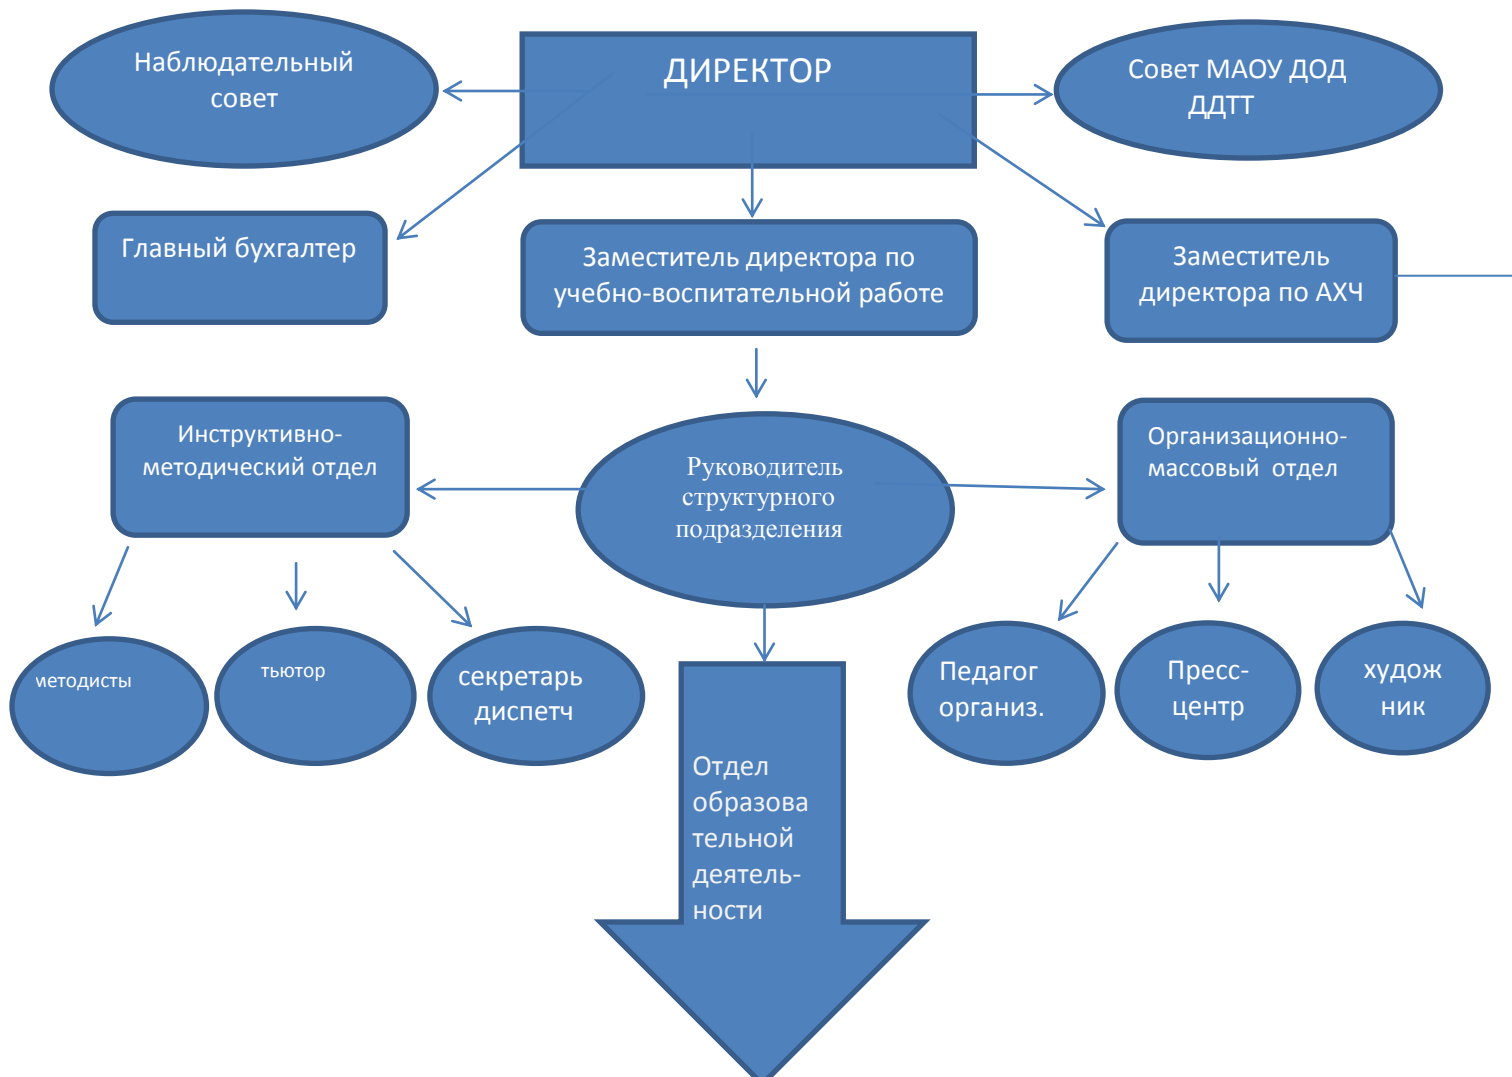 Наблюдательный
совет
ДИРЕКТОР
Совет МАОУ ДОД
ДДТТ
Главный бухгалтер
Заместитель директора по
учебно-воспитательной работе
Заместитель
директора по АХЧ
Инструктивно-
методический отдел
Руководитель
структурного
подразделения
Организационно-
массовый отдел
методисты
тьютор
секретарь
диспетч
Педагог
организ.
Пресс-
центр
худож
ник
Отдел
образова
тельной
деятель-
ности